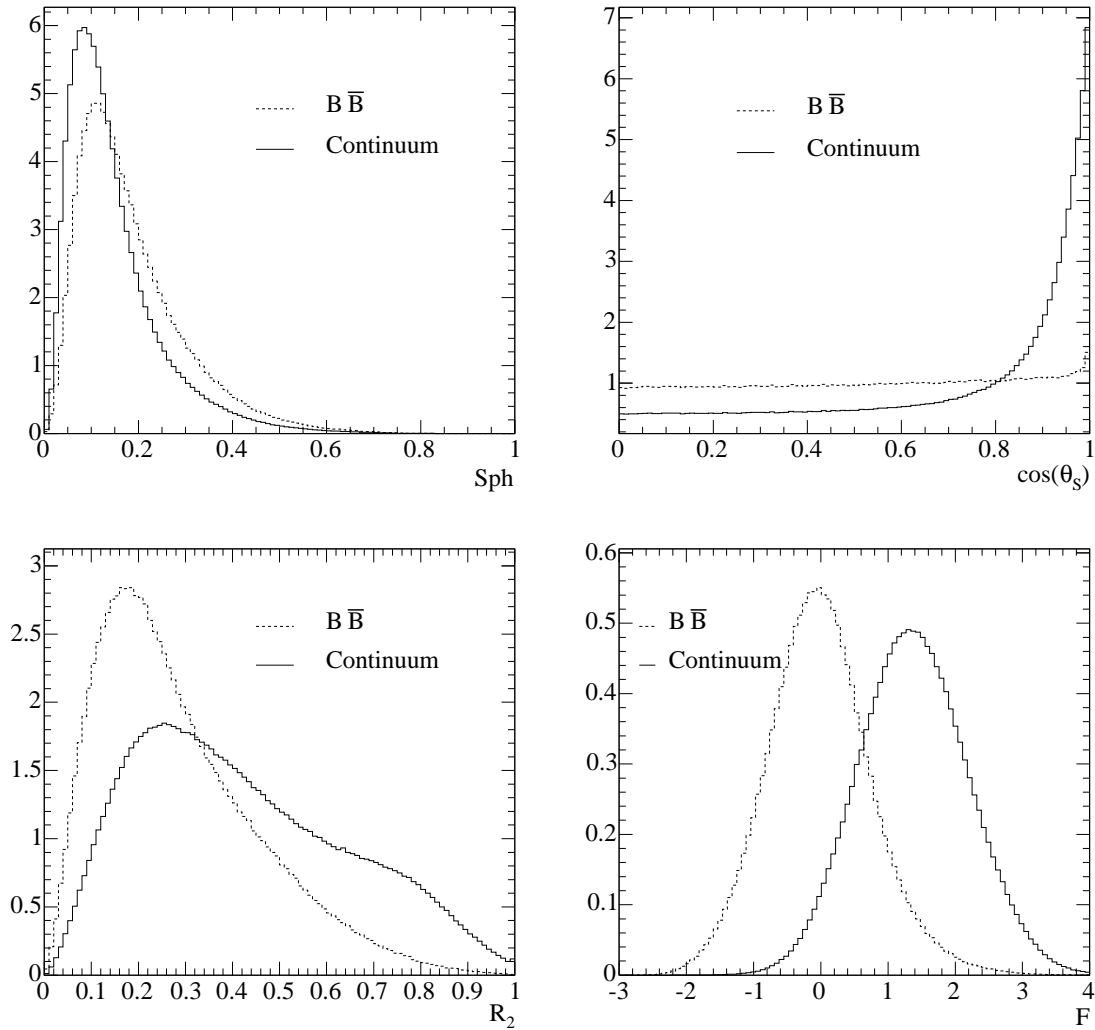 6
5
4
3
2
1
0
B B̅
Continuum
0 0.2 0.4 0.6 0.8 1
Sph
7
6
5
4
3
2
1
B B̅
Continuum
0 0.2 0.4 0.6 0.8 1
cos(θS)
3
2.5
2
1.5
1
0.5
0
B B̅
Continuum
0 0.1 0.2 0.3 0.4 0.5 0.6 0.7 0.8 0.9 1
R2
0.6
0.5
0.4
0.3
0.2
0.1
0
B B̅
Continuum
-3 -2 -1 0 1 2 3 4
F